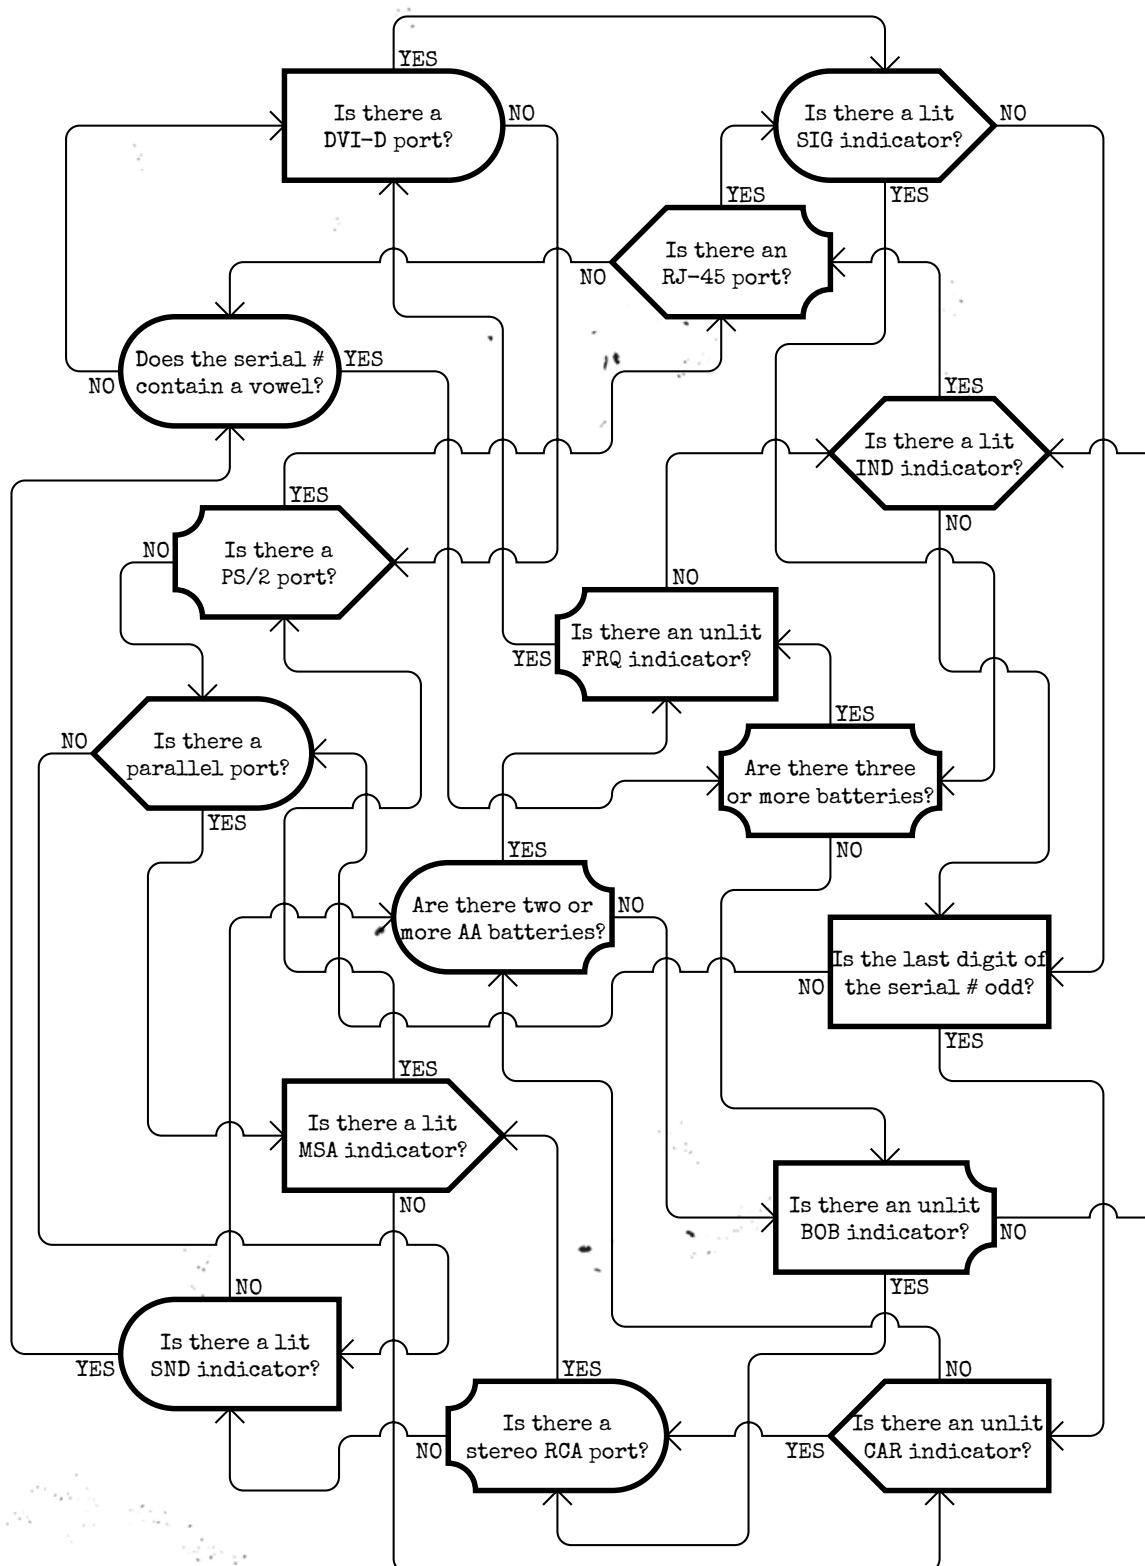 YES
Is there a
DVI-D port?
NO
Is there a lit
SIG indicator?
NO
YES
YES
Is there an
RJ-45 port?
NO
Does the serial #
contain a vowel?
YES
NO
YES
Is there a lit
IND indicator?
NO
YES
NO
Is there a
PS/2 port?
NO
Is there an unlit
FRQ indicator?
YES
NO
Is there a
parallel port?
YES
YES
Are there three
or more batteries?
NO
YES
Are there two or
more AA batteries?
NO
Is the last digit of
the serial # odd?
NO
YES
YES
Is there a lit
MSA indicator?
NO
Is there an unlit
BOB indicator?
NO
YES
NO
Is there a lit
SND indicator?
YES
YES
Is there a
stereo RCA port?
NO
NO
Is there an unlit
CAR indicator?
YES